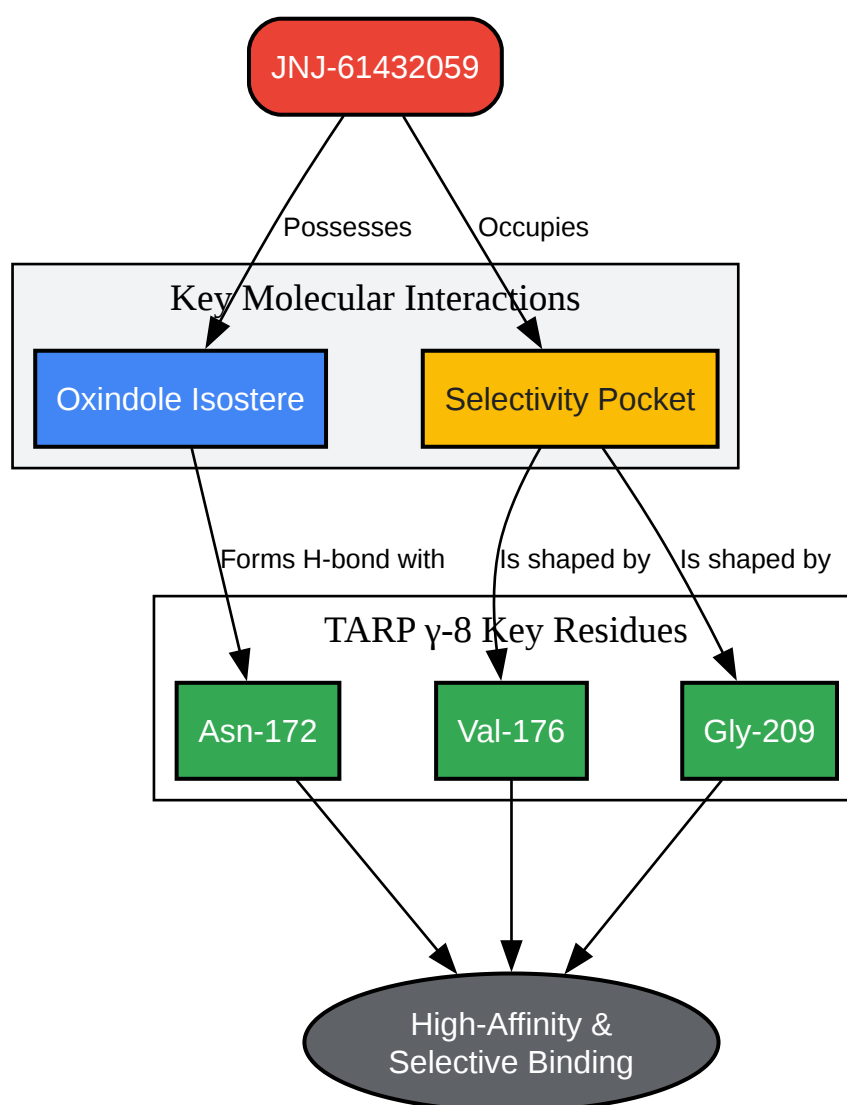 JNJ-61432059
Possesses
Occupies
Key Molecular Interactions
Oxindole Isostere
Selectivity Pocket
Forms H-bond with
Is shaped by
Is shaped by
TARP γ-8 Key Residues
Asn-172
Val-176
Gly-209
High-Affinity &
Selective Binding